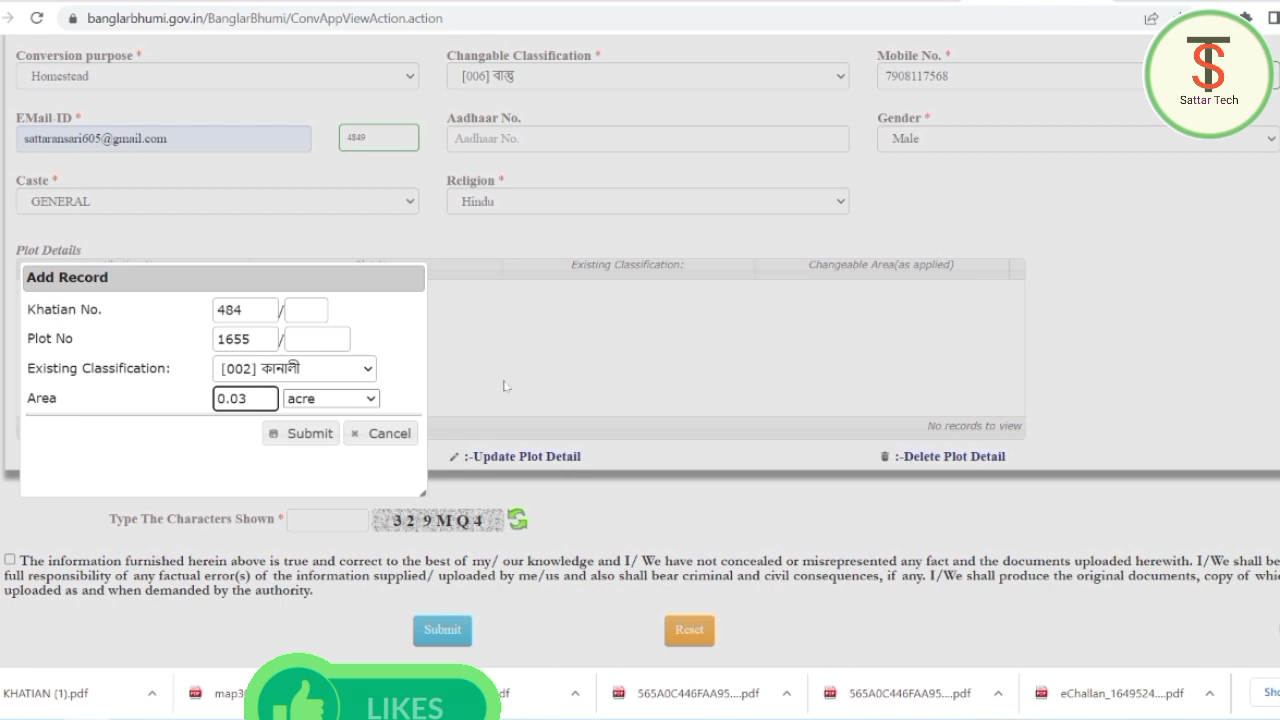 banglarbhumi.gov.in/BanglarBhumi/ConvAppViewAction.action
Sattar Tech
Conversion purpose * Changable Classification * Mobile No. *
Homestead [006] বাস্তু 7908117568
EMail-ID * Aadhaar No. Gender *
sattaransari605@gmail.com 4849 Aadhaar No. Male
Caste * Religion *
GENERAL Hindu
Plot Details
Existing Classification: Changeable Area(as applied)
Add Record
Khatian No. 484 /
Plot No 1655 /
Existing Classification: [002] কানালী
Area 0.03 acre
Submit Cancel
No records to view
:-Update Plot Detail :-Delete Plot Detail
Type The Characters Shown * 329MQ4
The information furnished herein above is true and correct to the best of my/ our knowledge and I/ We have not concealed or misrepresented any fact and the documents uploaded herewith. I/We shall be
full responsibility of any factual error(s) of the information supplied/ uploaded by me/us and also shall bear criminal and civil consequences, if any. I/We shall produce the original documents, copy of whic
uploaded as and when demanded by the authority.
Submit Reset
KHATIAN (1).pdf df 565A0C446FAA95....pdf 565A0C446FAA95....pdf eChallan_1649524....pdf
LIKES